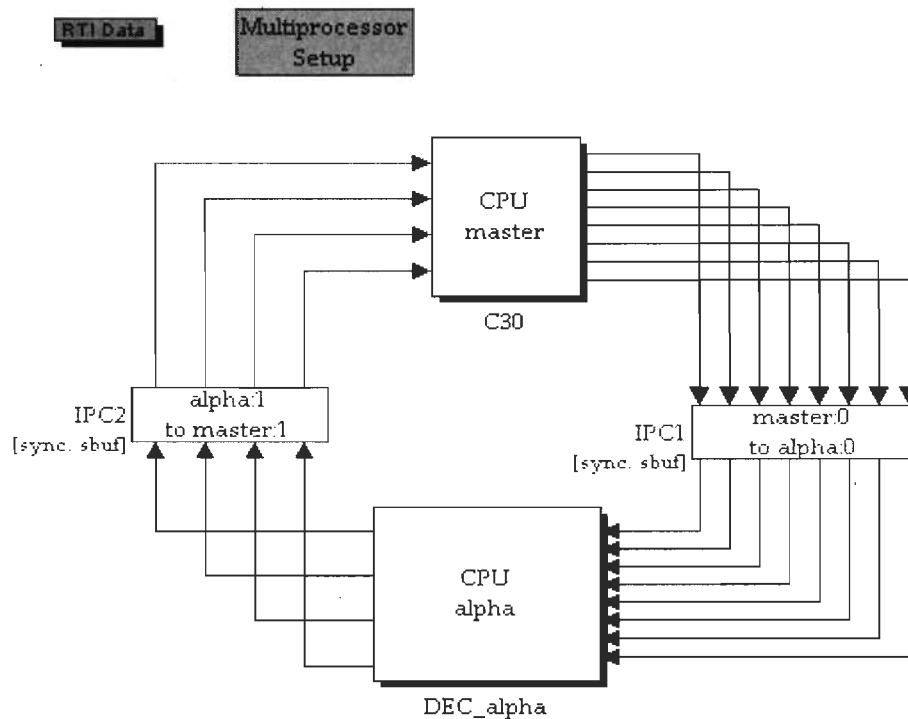 RTI Data
Multiprocessor
Setup
CPU
master
C30
IPC2
[sync. sbuf]
alpha:1
to master:1
IPC1
[sync. sbuf]
master:0
to alpha:0
CPU
alpha
DEC_alpha